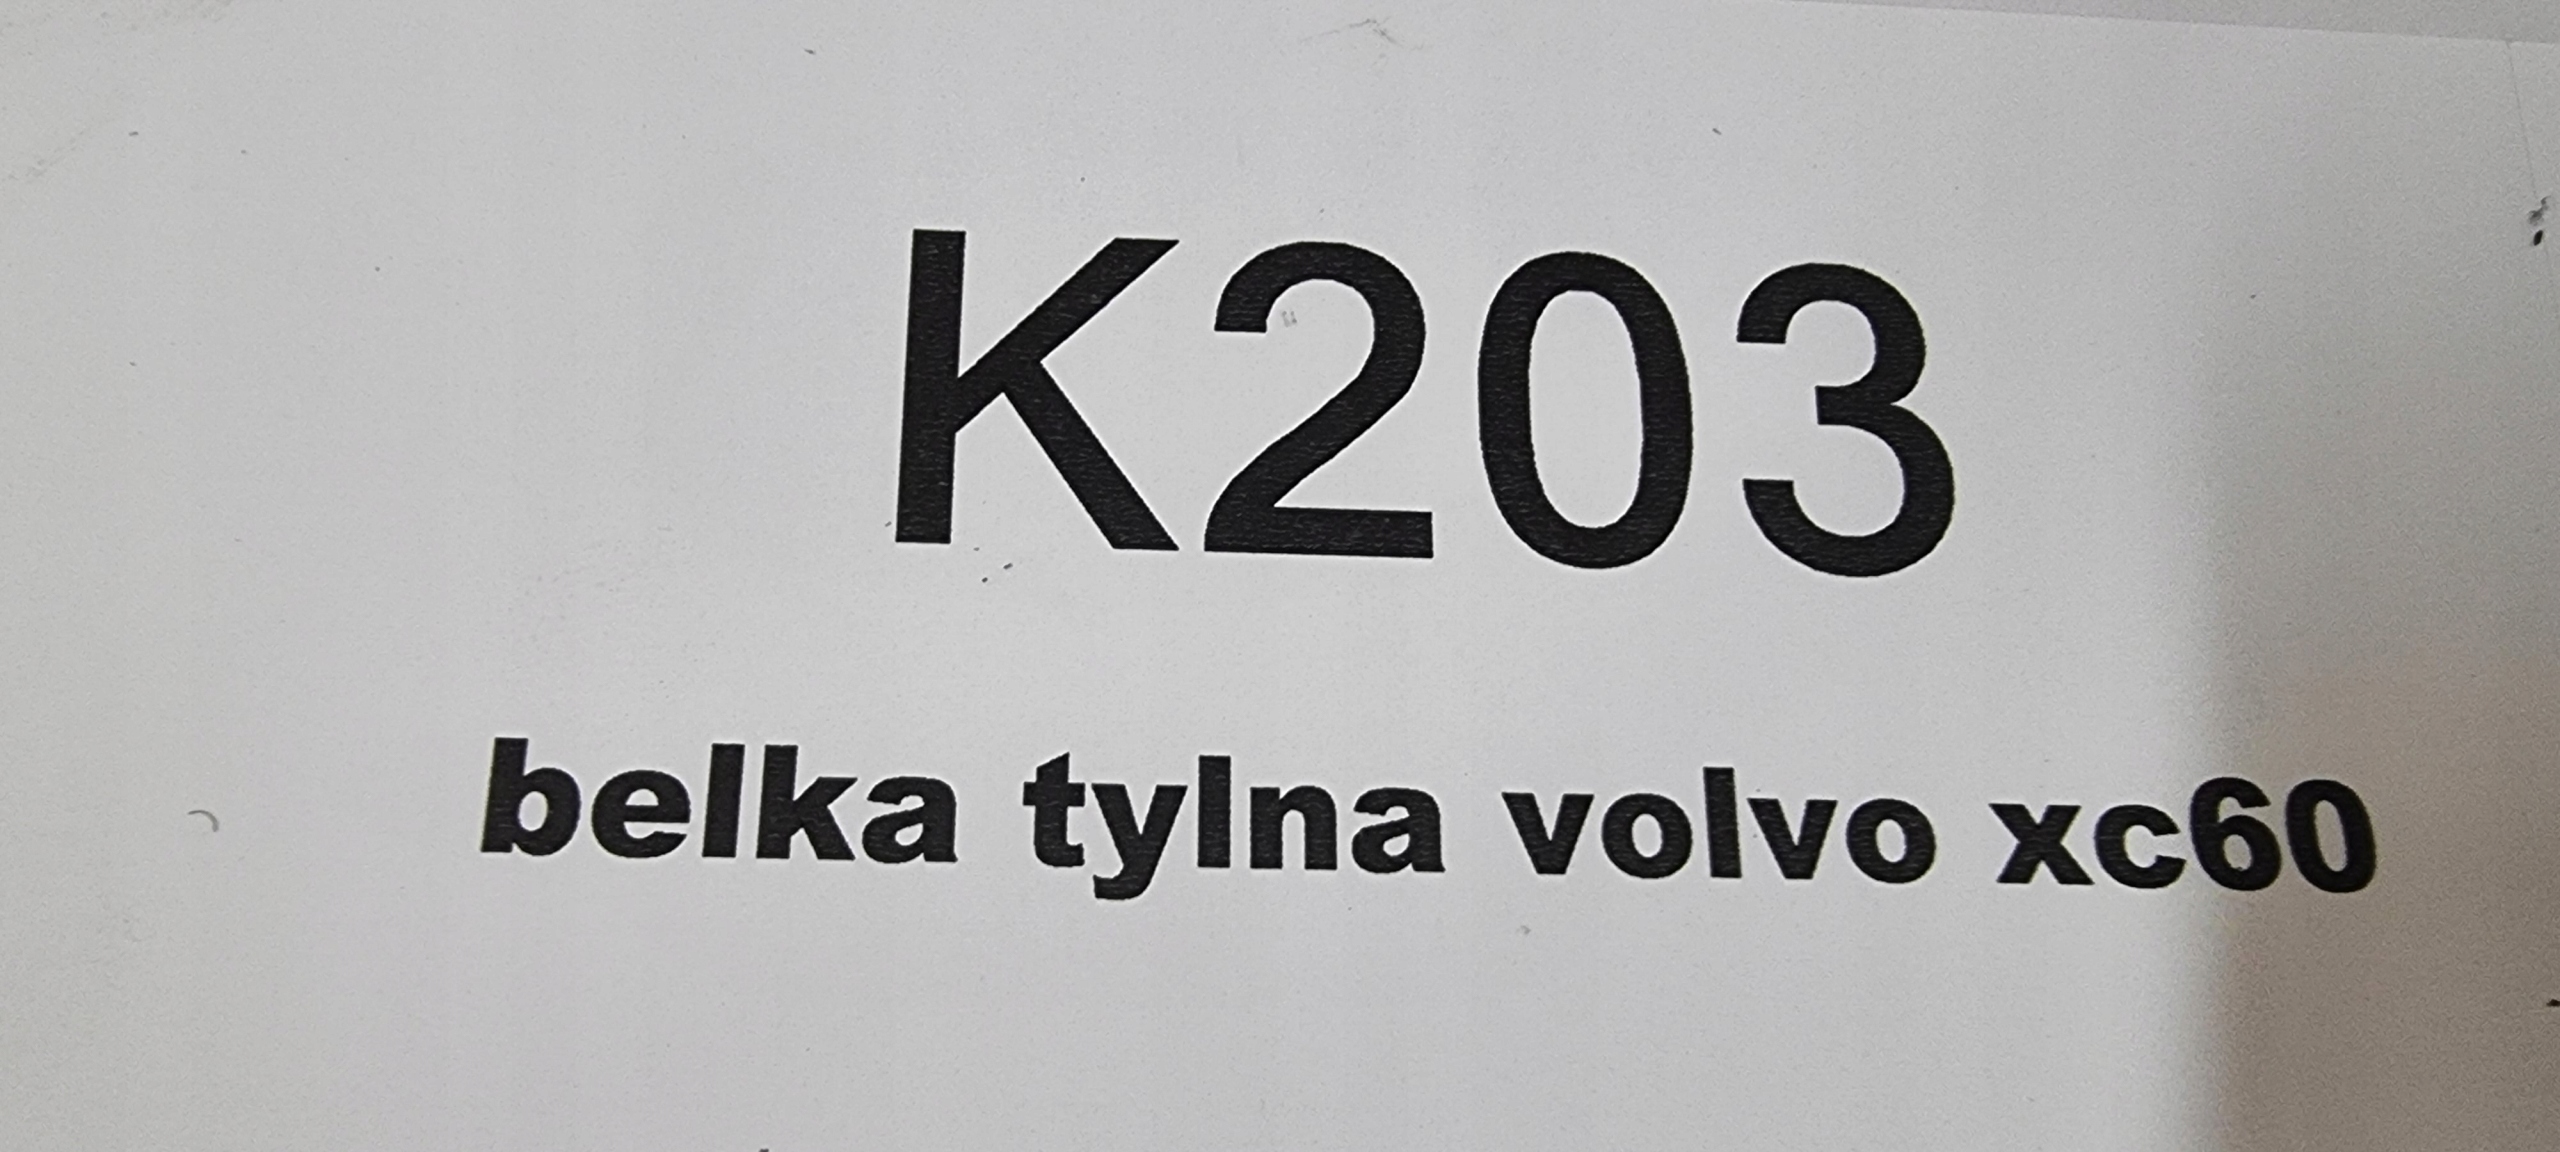 K203
belka tylna volvo xc60